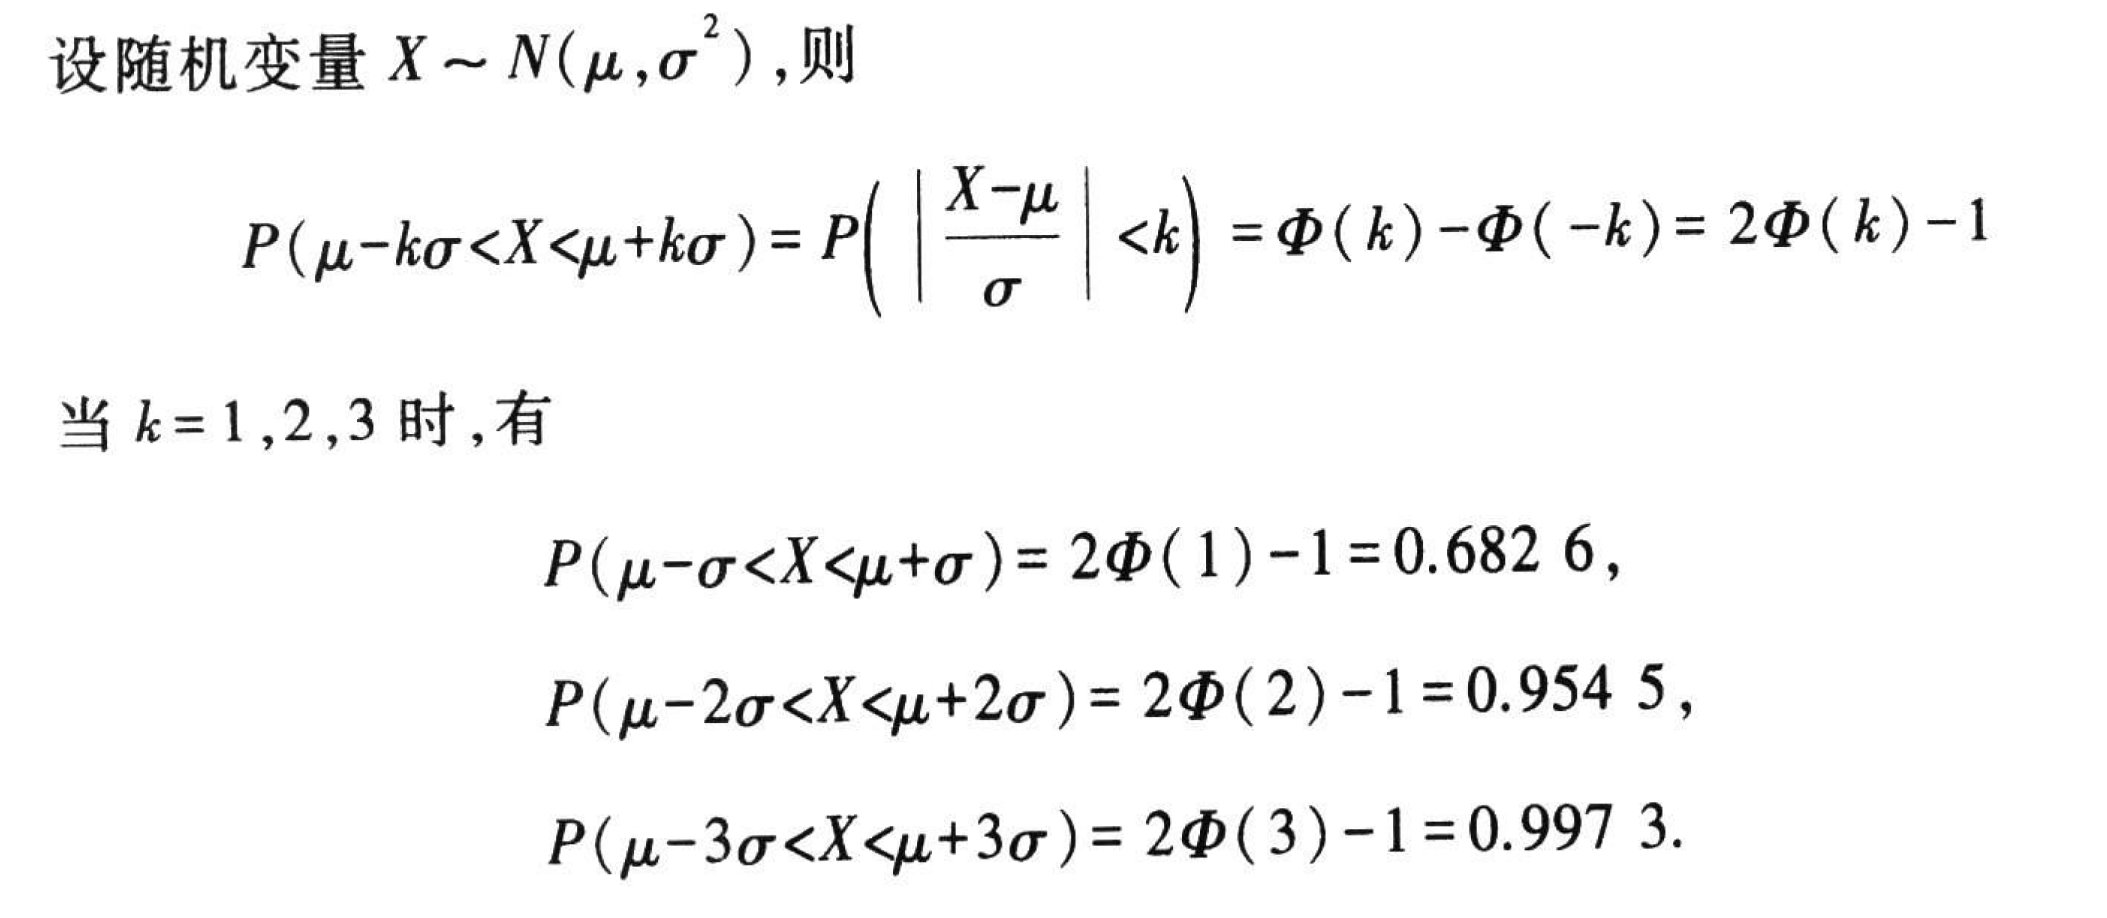 设随机变量 X ~ N(μ,σ²),则
P(μ-kσ<X<μ+kσ)= P(|(X-μ)/σ|<k) =Φ(k)-Φ(-k)= 2Φ(k)-1
当 k=1,2,3 时,有
P(μ-σ<X<μ+σ)= 2Φ(1)-1=0.682 6,
P(μ-2σ<X<μ+2σ)= 2Φ(2)-1=0.954 5,
P(μ-3σ<X<μ+3σ)= 2Φ(3)-1=0.997 3.